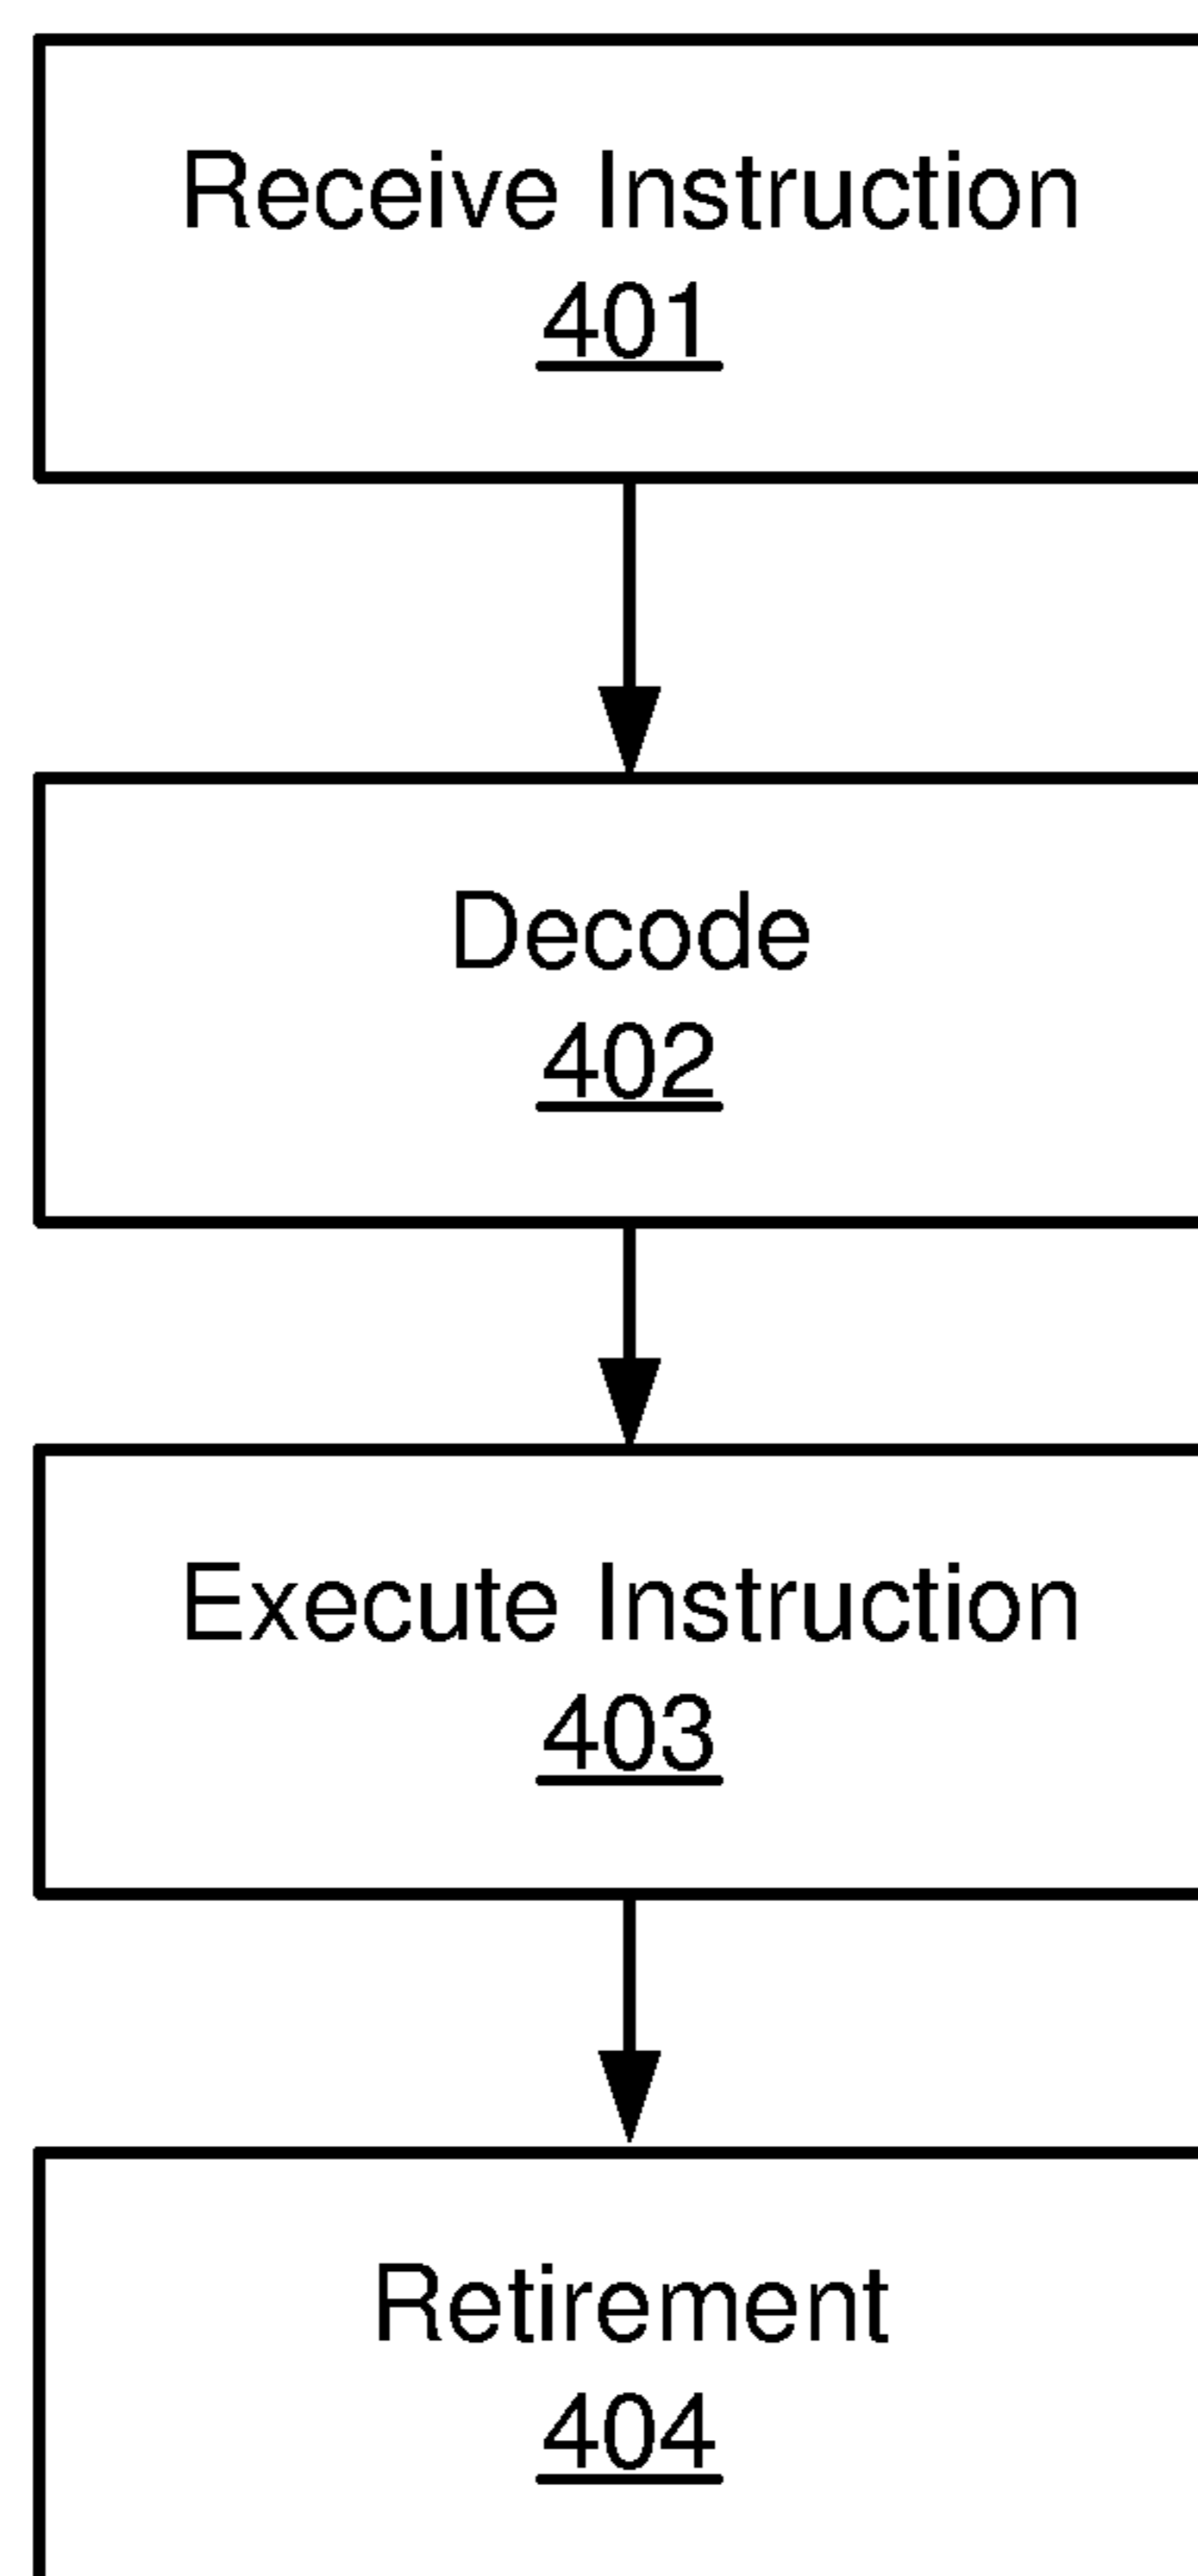 Receive Instruction
401
Decode
402
Execute Instruction
403
Retirement
404